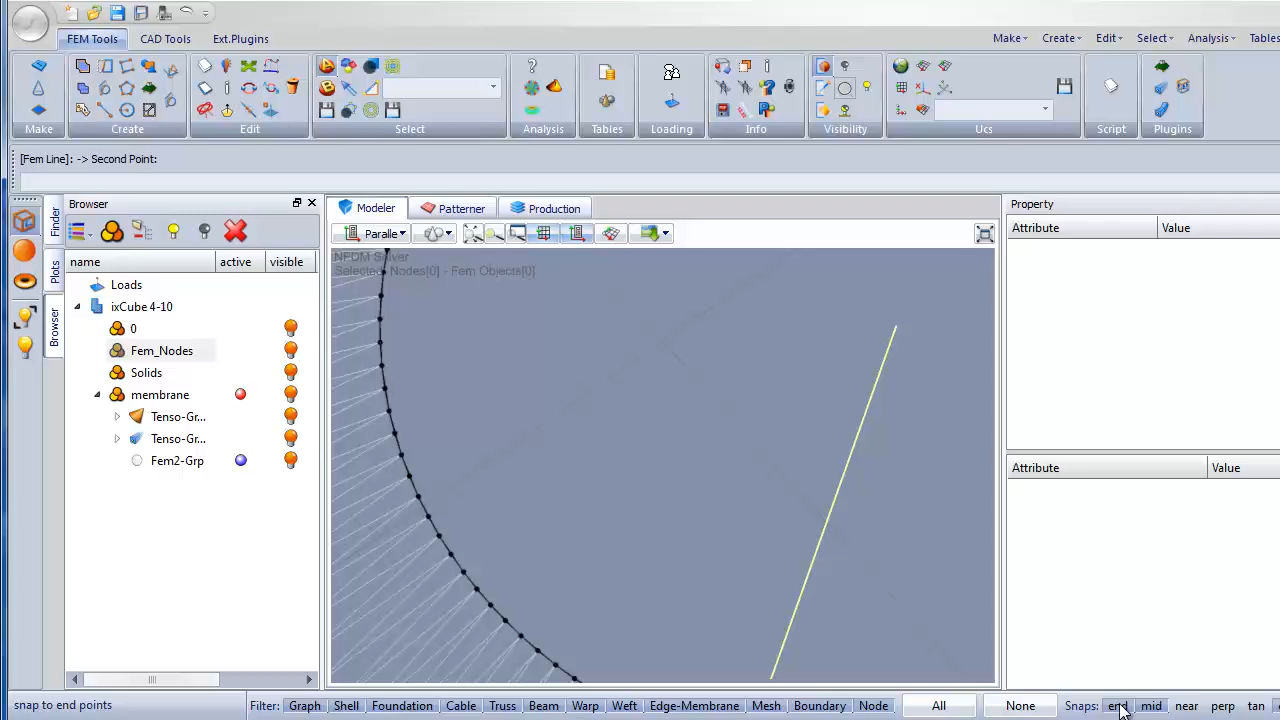 FEM Tools CAD Tools Ext.Plugins Make Create Edit Select Analysis Tables
Make Create Edit Select Analysis Tables Loading Info Visibility Ucs Script Plugins
[Fem Line]: -> Second Point:
Finder
Plots
Browser
Browser
name active visible
Loads
ixCube 4-10
0
Fem_Nodes
Solids
membrane
Tenso-Gr...
Tenso-Gr...
Fem2-Grp
Modeler Patterner Production
Paralle
NFDM Solver
Selected: Nodes[0] - Fem Objects[0]
Property
Attribute Value
Attribute Value
snap to end points
Filter: Graph Shell Foundation Cable Truss Beam Warp Weft Edge-Membrane Mesh Boundary Node All None Snaps: end mid near perp tan